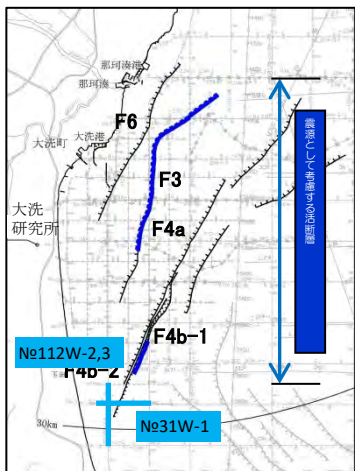 那珂湊港
那珂湊
F6
大洗港
大洗町
F3
大洗
研究所
F4a
震源として考慮する活断層
F4b-1
№112W-2,3
F4b-2
№31W-1
30km